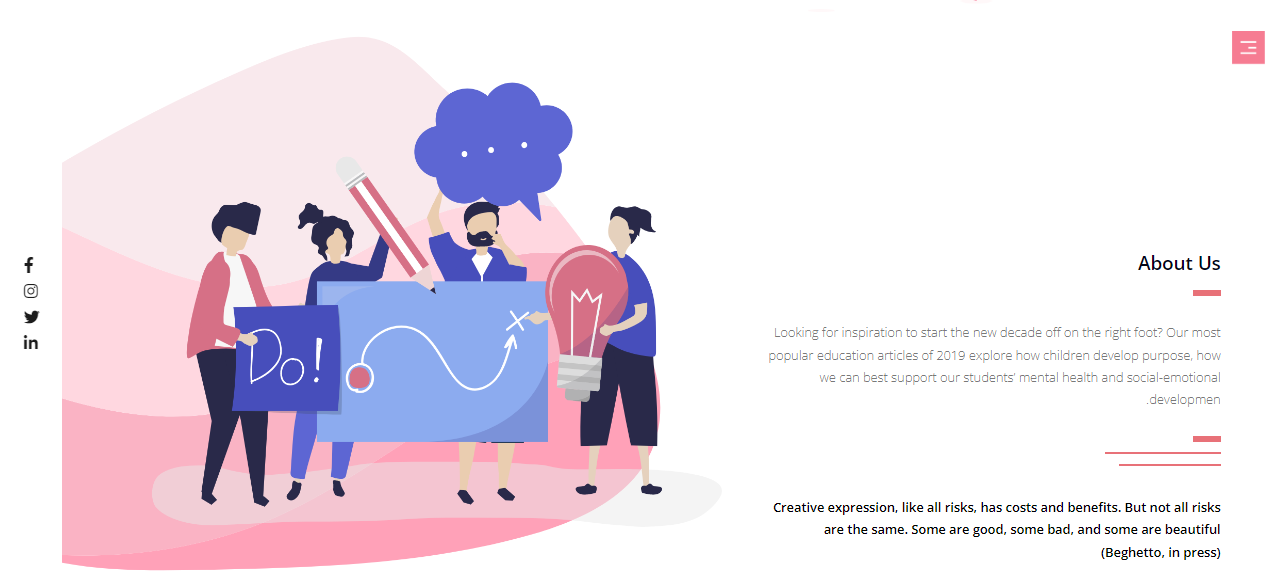 About Us
Looking for inspiration to start the new decade off on the right foot? Our most
popular education articles of 2019 explore how children develop purpose, how
we can best support our students’ mental health and social-emotional
.developmen
Creative expression, like all risks, has costs and benefits. But not all risks
are the same. Some are good, some bad, and some are beautiful
(Beghetto, in press)
Do!